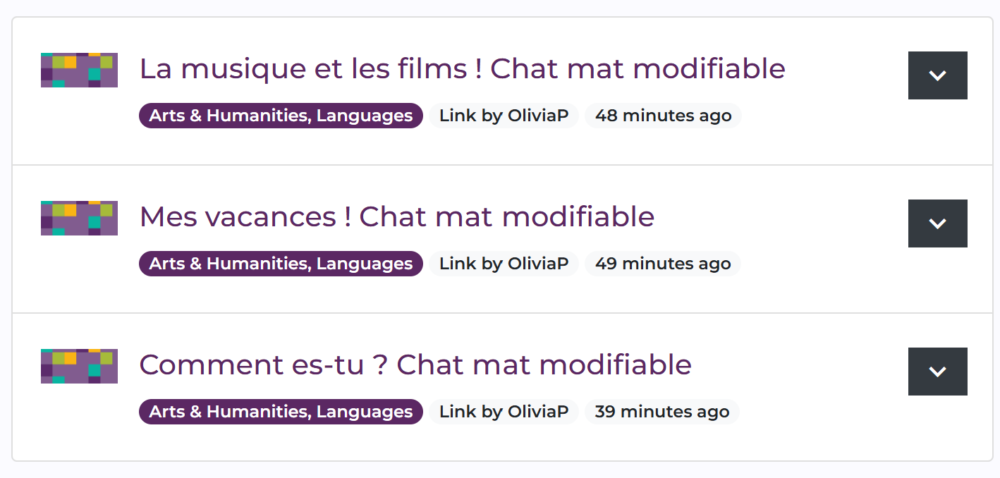 La musique et les films ! Chat mat modifiable
Arts & Humanities, Languages Link by OliviaP 48 minutes ago
Mes vacances ! Chat mat modifiable
Arts & Humanities, Languages Link by OliviaP 49 minutes ago
Comment es-tu ? Chat mat modifiable
Arts & Humanities, Languages Link by OliviaP 39 minutes ago